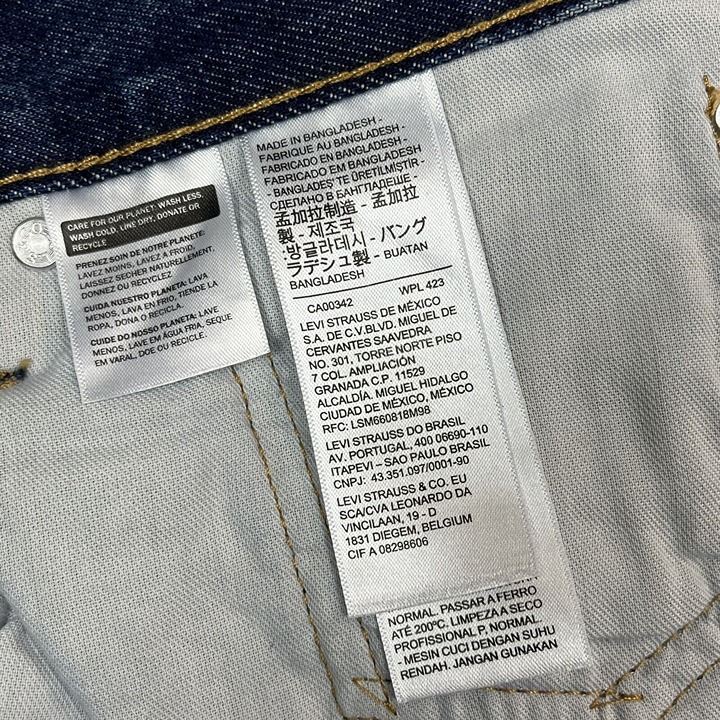 CARE FOR OUR PLANET: WASH LESS,
WASH COLD, LINE DRY, DONATE OR
RECYCLE
PRENEZ SOIN DE NOTRE PLANETE:
LAVEZ MOINS, LAVEZ A FROID,
LAISSEZ SECHER NATURELLEMENT,
DONNEZ OU RECYCLEZ
CUIDA NUESTRO PLANETA: LAVA
MENOS, LAVA EN FRIO, TIENDE LA
ROPA, DONA O RECICLA.
CUIDE DO NOSSO PLANETA: LAVE
MENOS, LAVE EM ÁGUA FRIA, SEQUE
EM VARAL, DOE OU RECICLE.
MADE IN BANGLADESH -
FABRIQUE AU BANGLADESH -
FABRICADO EN BANGLADESH -
FABRICADO EM BANGLADESH
- BANGLADEŞ'TE ÜRETİLMİŞTİR -
СДЕЛАНО В БАНГЛАДЕШЕ -
孟加拉制造 - 孟加拉
製 - 제조국
:방글라데시 - バング
ラデシュ製 - BUATAN
BANGLADESH
CA00342 WPL 423
LEVI STRAUSS DE MÉXICO
S.A. DE C.V.BLVD. MIGUEL DE
CERVANTES SAAVEDRA
NO. 301, TORRE NORTE PISO
7 COL. AMPLIACIÓN
GRANADA C.P. 11529
ALCALDÍA. MIGUEL HIDALGO
CIUDAD DE MÉXICO, MÉXICO
RFC: LSM660818M98
LEVI STRAUSS DO BRASIL
AV. PORTUGAL, 400 06690-110
ITAPEVI – SAO PAULO BRASIL
CNPJ: 43.351.097/0001-90
LEVI STRAUSS & CO. EU
SCA/CVA LEONARDO DA
VINCILAAN, 19 - D
1831 DIEGEM, BELGIUM
CIF A 08298606
NORMAL. PASSAR A FERRO
ATÉ 200ºC. LIMPEZA A SECO
PROFISSIONAL P, NORMAL.
- MESIN CUCI DENGAN SUHU
RENDAH. JANGAN GUNAKAN